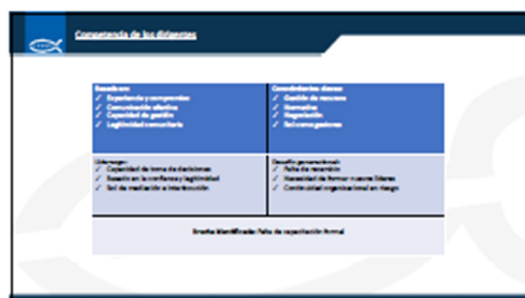 Competencia de los dirigentes
Basada en:
✓ Experiencia y compromiso
✓ Comunicación efectiva
✓ Capacidad de gestión
✓ Legitimidad comunitaria
Conocimientos claves:
✓ Gestión de recursos
✓ Normativa
✓ Negociación
✓ Rol como gestores
Liderazgo:
✓ Capacidad de toma de decisiones
✓ Basado en la confianza y legitimidad
✓ Rol de mediación e interlocución
Desafío generacional:
✓ Falta de recambio
✓ Necesidad de formar nuevos líderes
✓ Continuidad organizacional en riesgo
Brecha identificada: Falta de capacitación formal